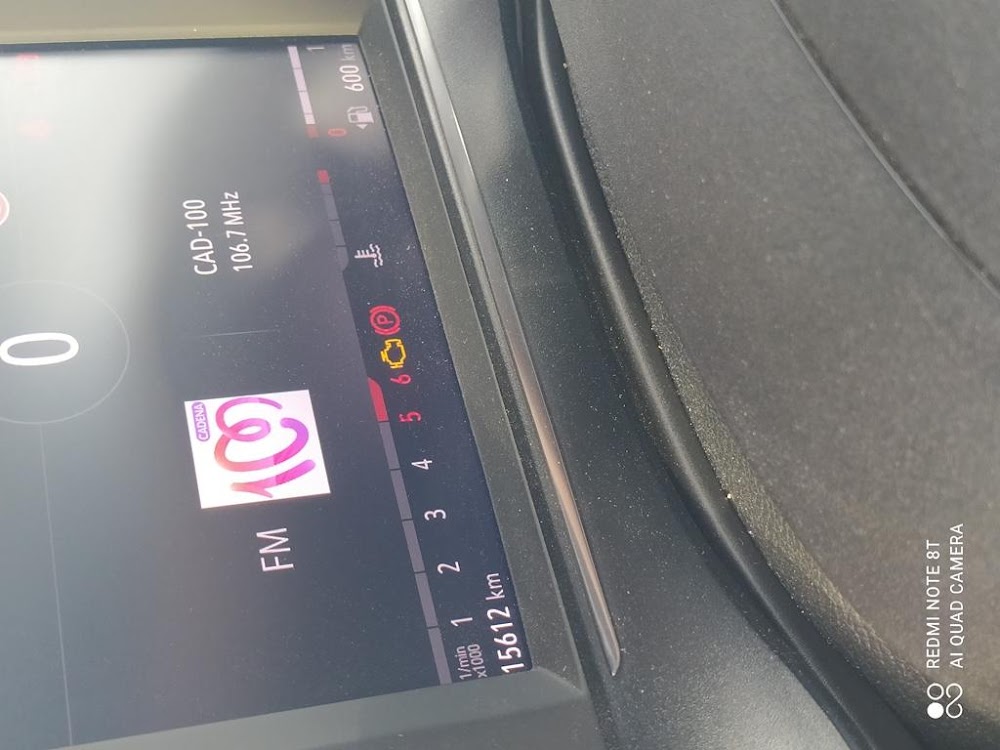 0
CAD-100
106.7 MHz
CADENA
100
FM
1/min
x1000
1
2
3
4
5
6
P
0
1
15612 km
600 km
REDMI NOTE 8T
AI QUAD CAMERA